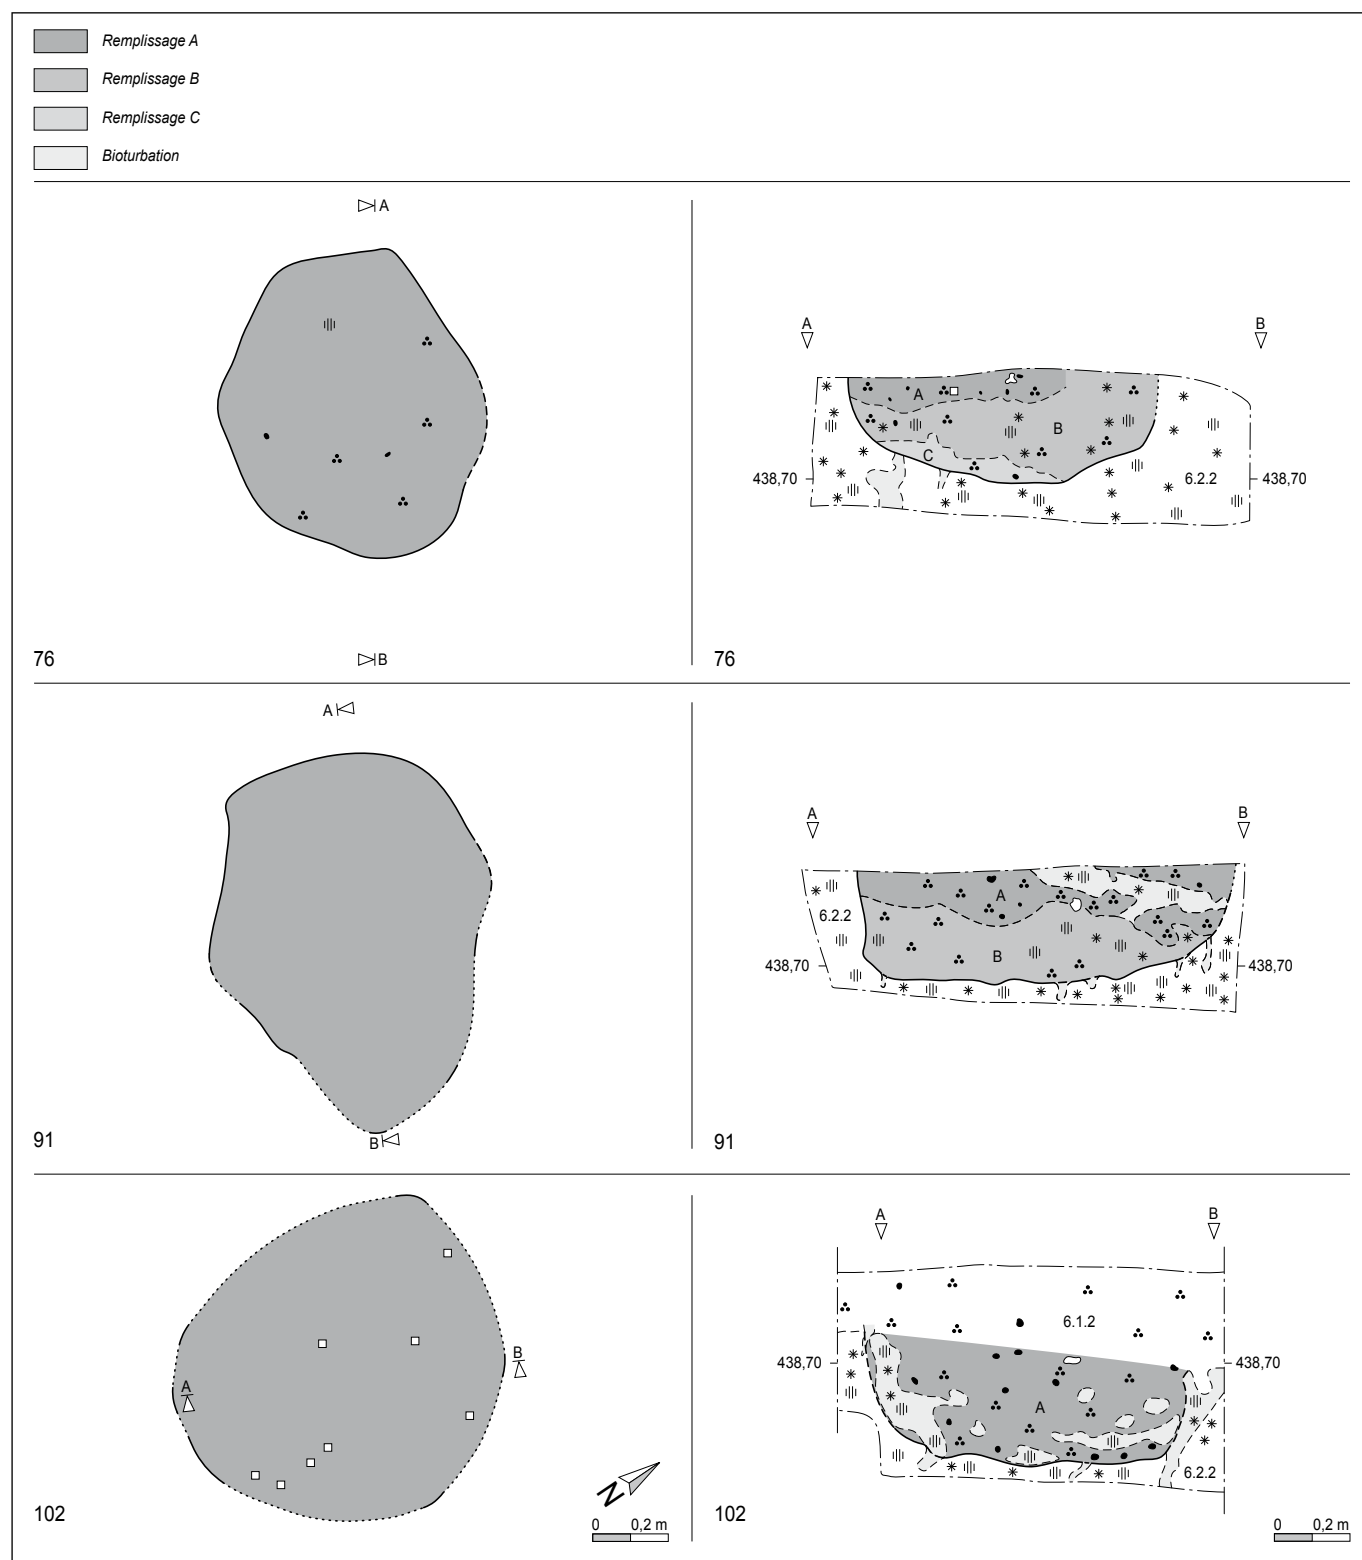 Remplissage A
Remplissage B
Remplissage C
Bioturbation
A
B
76
A B
A
B
C
6.2.2
438,70 438,70
76
A
B
91
A B
A
B
6.2.2
438,70 438,70
91
A
B
N
0 0,2 m
102
A B
6.1.2
438,70 438,70
A
6.2.2
0 0,2 m
102